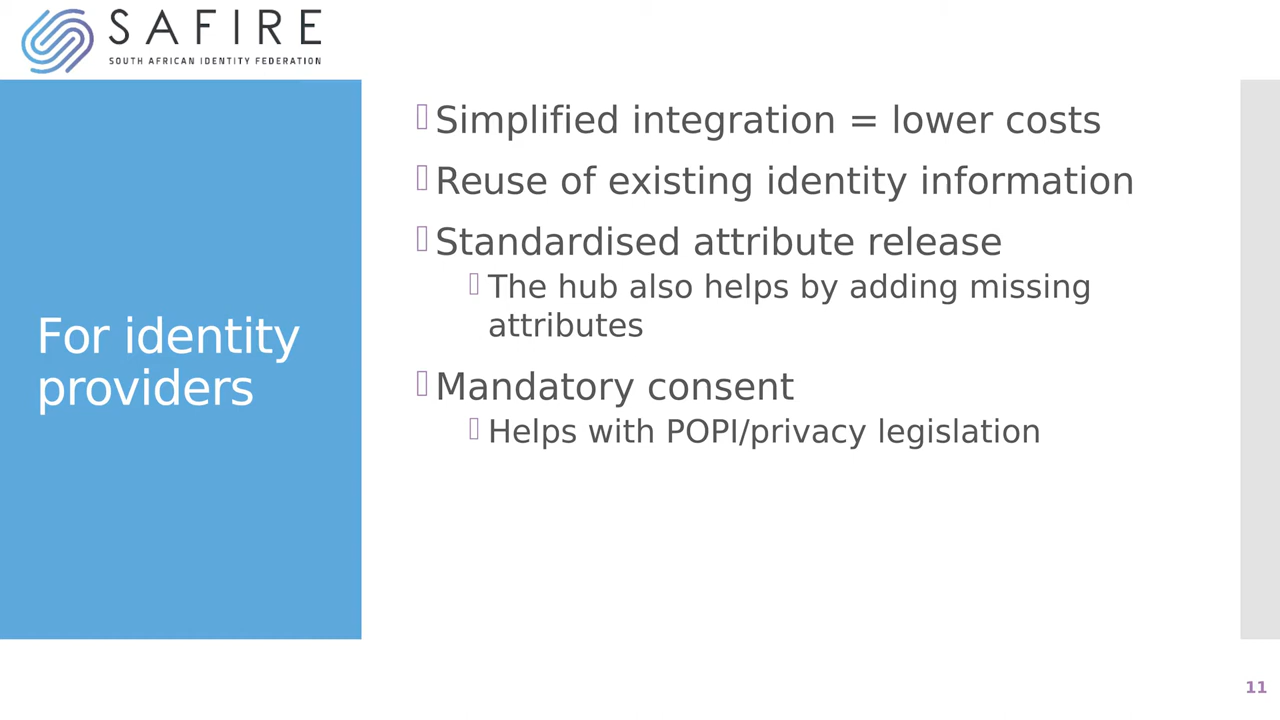 SAFIRE
SOUTH AFRICAN IDENTITY FEDERATION
For identity
providers
Simplified integration = lower costs
Reuse of existing identity information
Standardised attribute release
The hub also helps by adding missing
attributes
Mandatory consent
Helps with POPI/privacy legislation
11